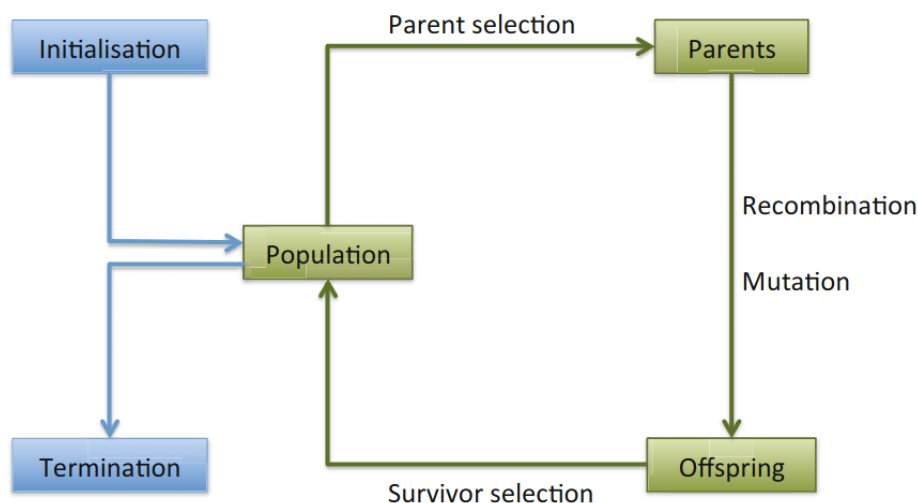 Initialisation
Parent selection
Parents
Recombination
Population
Mutation
Termination
Offspring
Survivor selection